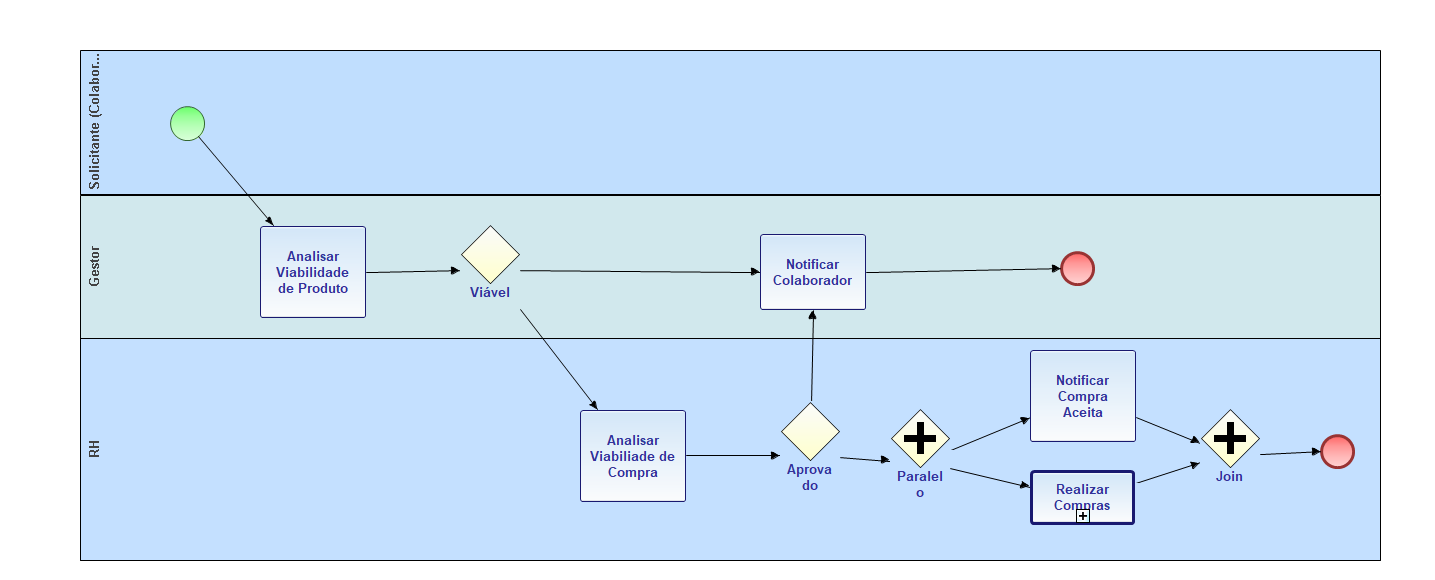 Solicitante (Colabor...
Gestor
RH
Analisar
Viabilidade
de Produto
Viável
Notificar
Colaborador
Analisar
Viabiliade de
Compra
Aprova
do
Paralel
o
Notificar
Compra
Aceita
Realizar
Compras
Join